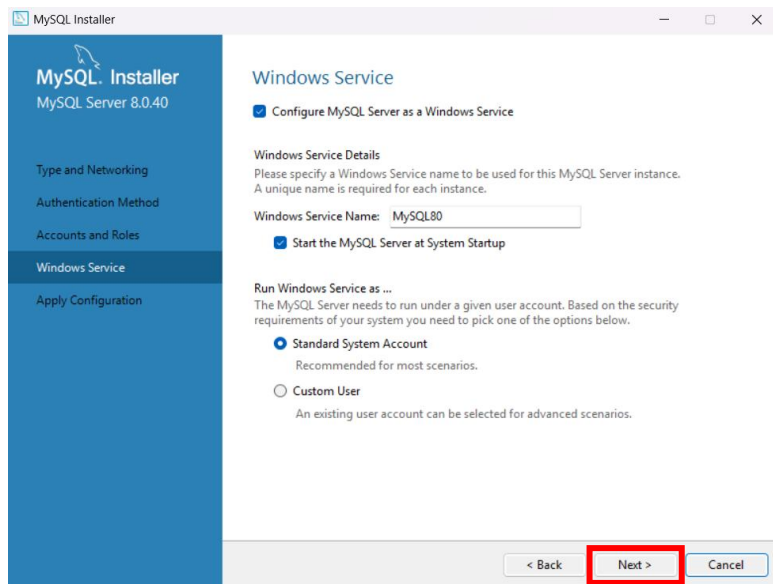 MySQL Installer
MySQL. Installer
MySQL Server 8.0.40
Type and Networking
Authentication Method
Accounts and Roles
Windows Service
Apply Configuration
Windows Service
Configure MySQL Server as a Windows Service
Windows Service Details
Please specify a Windows Service name to be used for this MySQL Server instance.
A unique name is required for each instance.
Windows Service Name: MySQL80
Start the MySQL Server at System Startup
Run Windows Service as ...
The MySQL Server needs to run under a given user account. Based on the security
requirements of your system you need to pick one of the options below.
Standard System Account
Recommended for most scenarios.
Custom User
An existing user account can be selected for advanced scenarios.
< Back Next > Cancel